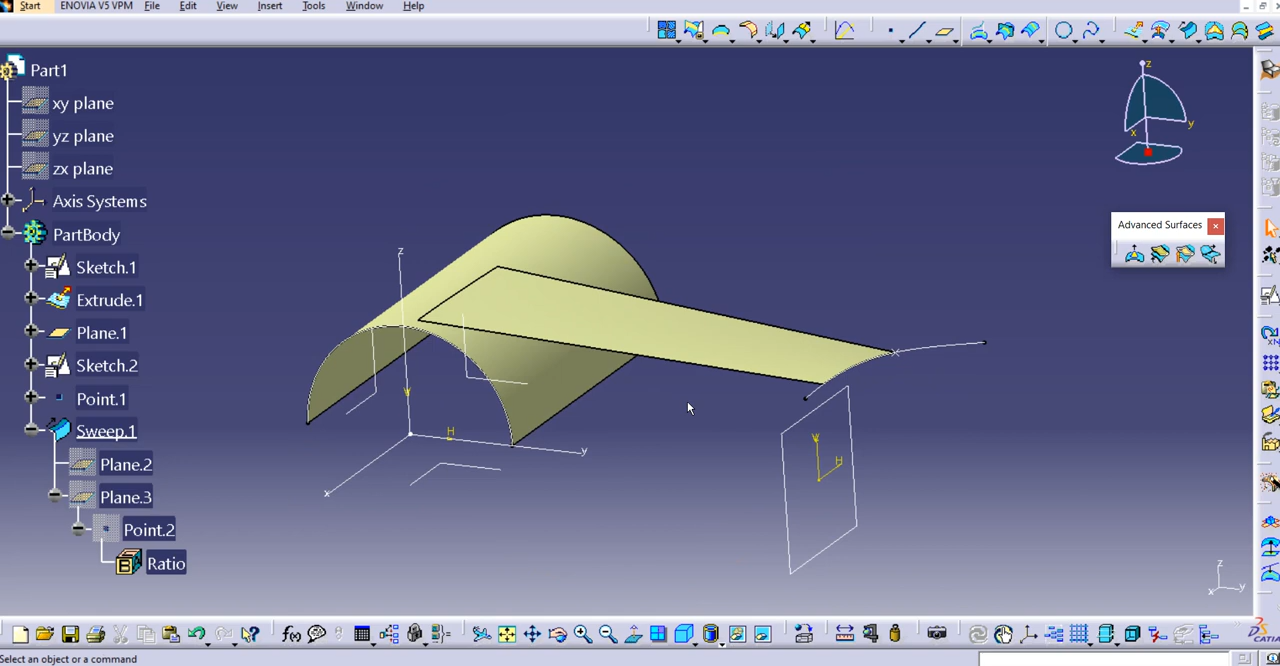 Start ENOVIA V5 VPM File Edit View Insert Tools Window Help
Part1
xy plane
yz plane
zx plane
Axis Systems
PartBody
Sketch.1
Extrude.1
Plane.1
Sketch.2
Point.1
Sweep.1
Plane.2
Plane.3
Point.2
Ratio
z
y
x
Advanced Surfaces
z
V
H
y
x
V
H
z
x
y
Select an object or a command
CATIA